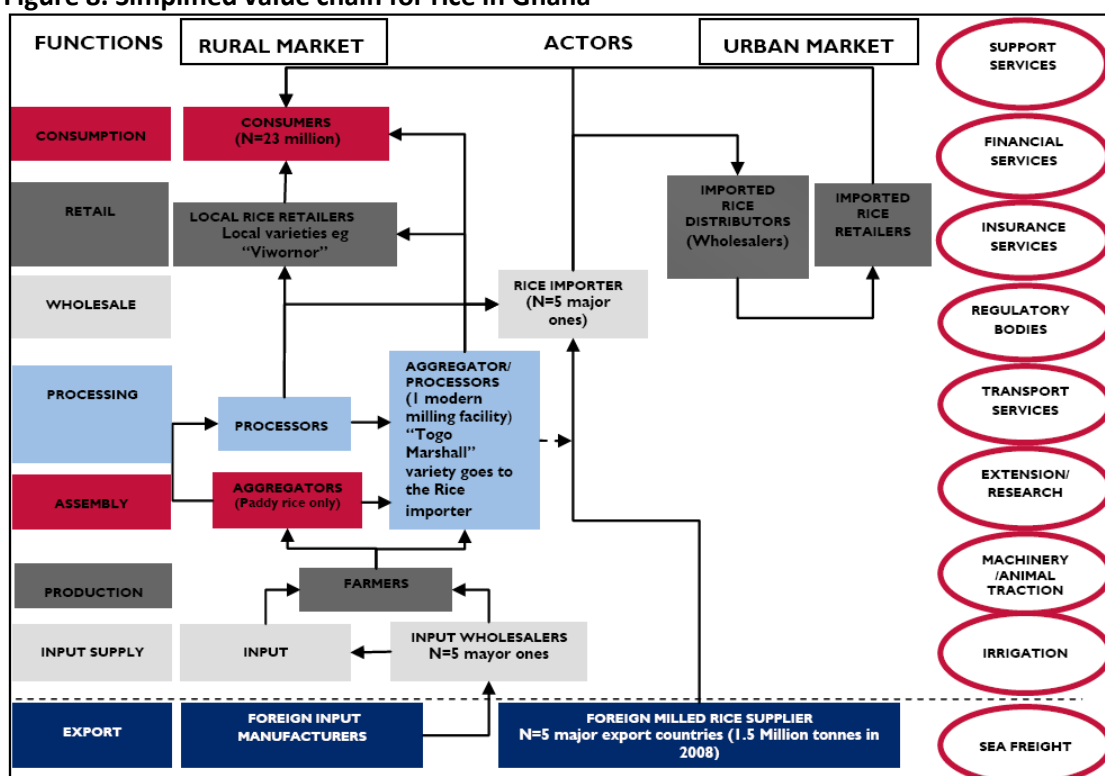 Figure 8: Simplified value chain for rice in Ghana
FUNCTIONS
RURAL MARKET
ACTORS
URBAN MARKET
SUPPORT
SERVICES
CONSUMPTION
CONSUMERS
(N=23 million)
FINANCIAL
SERVICES
RETAIL
LOCAL RICE RETAILERS
Local varieties eg
“Viwornor”
IMPORTED
RICE
DISTRIBUTORS
(Wholesalers)
IMPORTED
RICE
RETAILERS
INSURANCE
SERVICES
WHOLESALE
RICE IMPORTER
(N=5 major
ones)
REGULATORY
BODIES
PROCESSING
PROCESSORS
AGGREGATOR/
PROCESSORS
(1 modern
milling facility)
“Togo
Marshall”
variety goes to
the Rice
importer
TRANSPORT
SERVICES
ASSEMBLY
AGGREGATORS
(Paddy rice only)
EXTENSION/
RESEARCH
PRODUCTION
FARMERS
MACHINERY
/ANIMAL
TRACTION
INPUT SUPPLY
INPUT
INPUT WHOLESALERS
N=5 mayor ones
IRRIGATION
EXPORT
FOREIGN INPUT
MANUFACTURERS
FOREIGN MILLED RICE SUPPLIER
N=5 major export countries (1.5 Million tonnes in
2008)
SEA FREIGHT